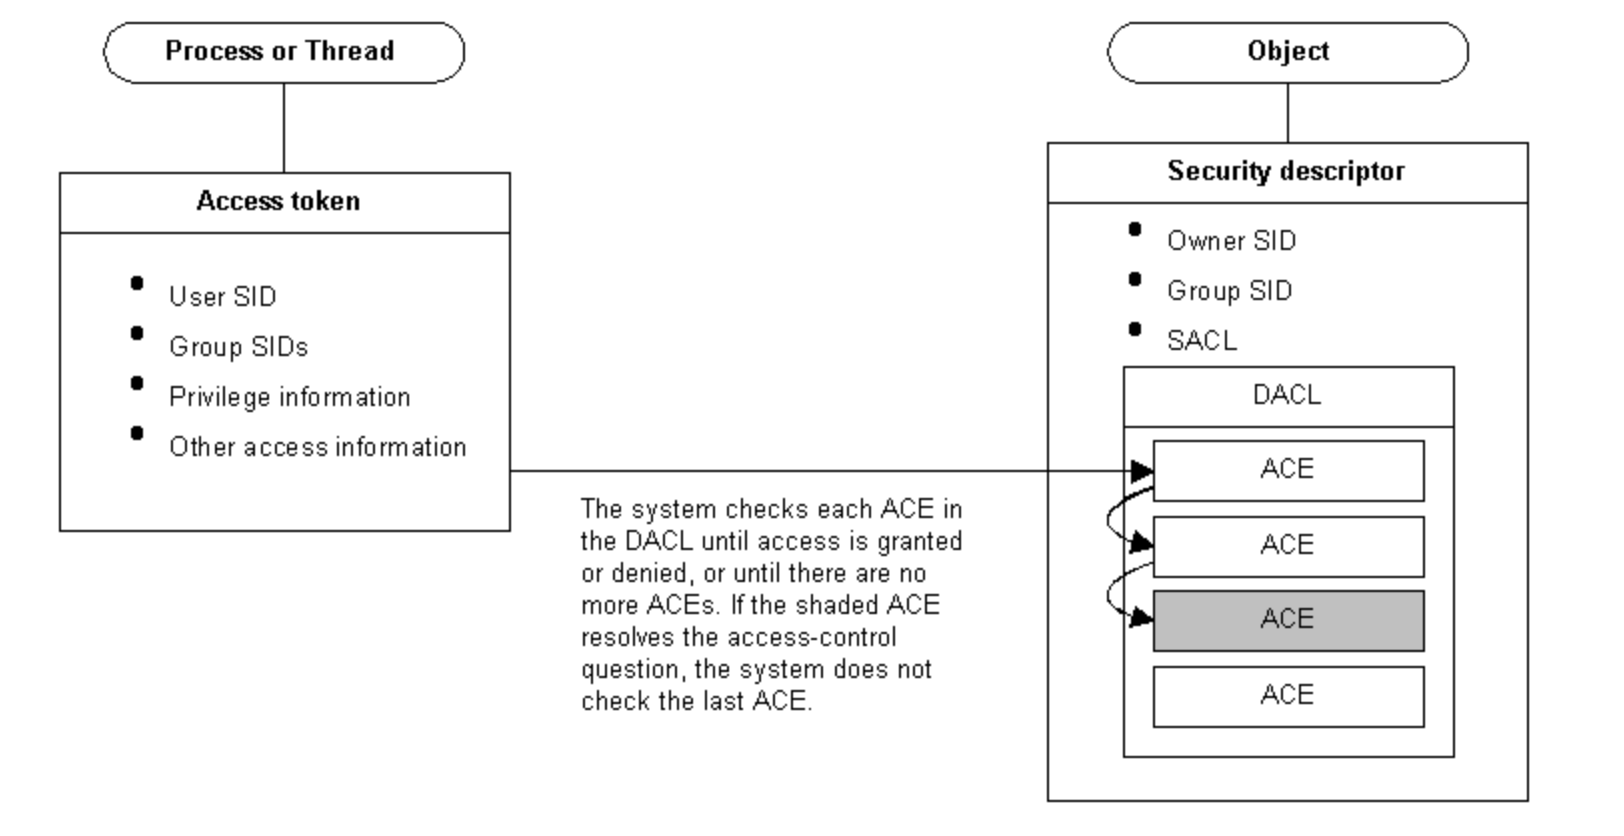 Process or Thread
Access token
• User SID
• Group SIDs
• Privilege information
• Other access information
The system checks each ACE in
the DACL until access is granted
or denied, or until there are no
more ACEs. If the shaded ACE
resolves the access-control
question, the system does not
check the last ACE.
Object
Security descriptor
• Owner SID
• Group SID
• SACL
DACL
ACE
ACE
ACE
ACE